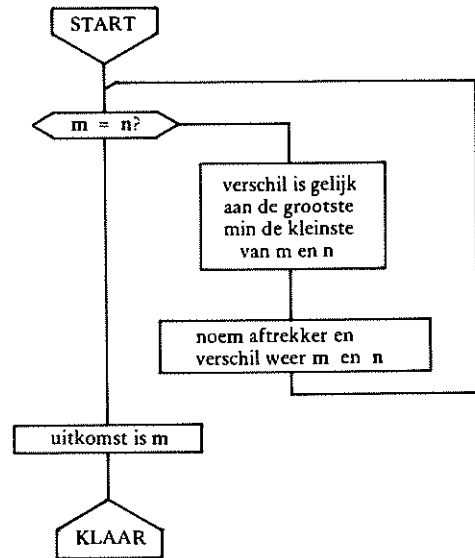 START
m = n?
verschil is gelijk
aan de grootste
min de kleinste
van m en n
noem aftrekker en
verschil weer m en n
uitkomst is m
KLAAR